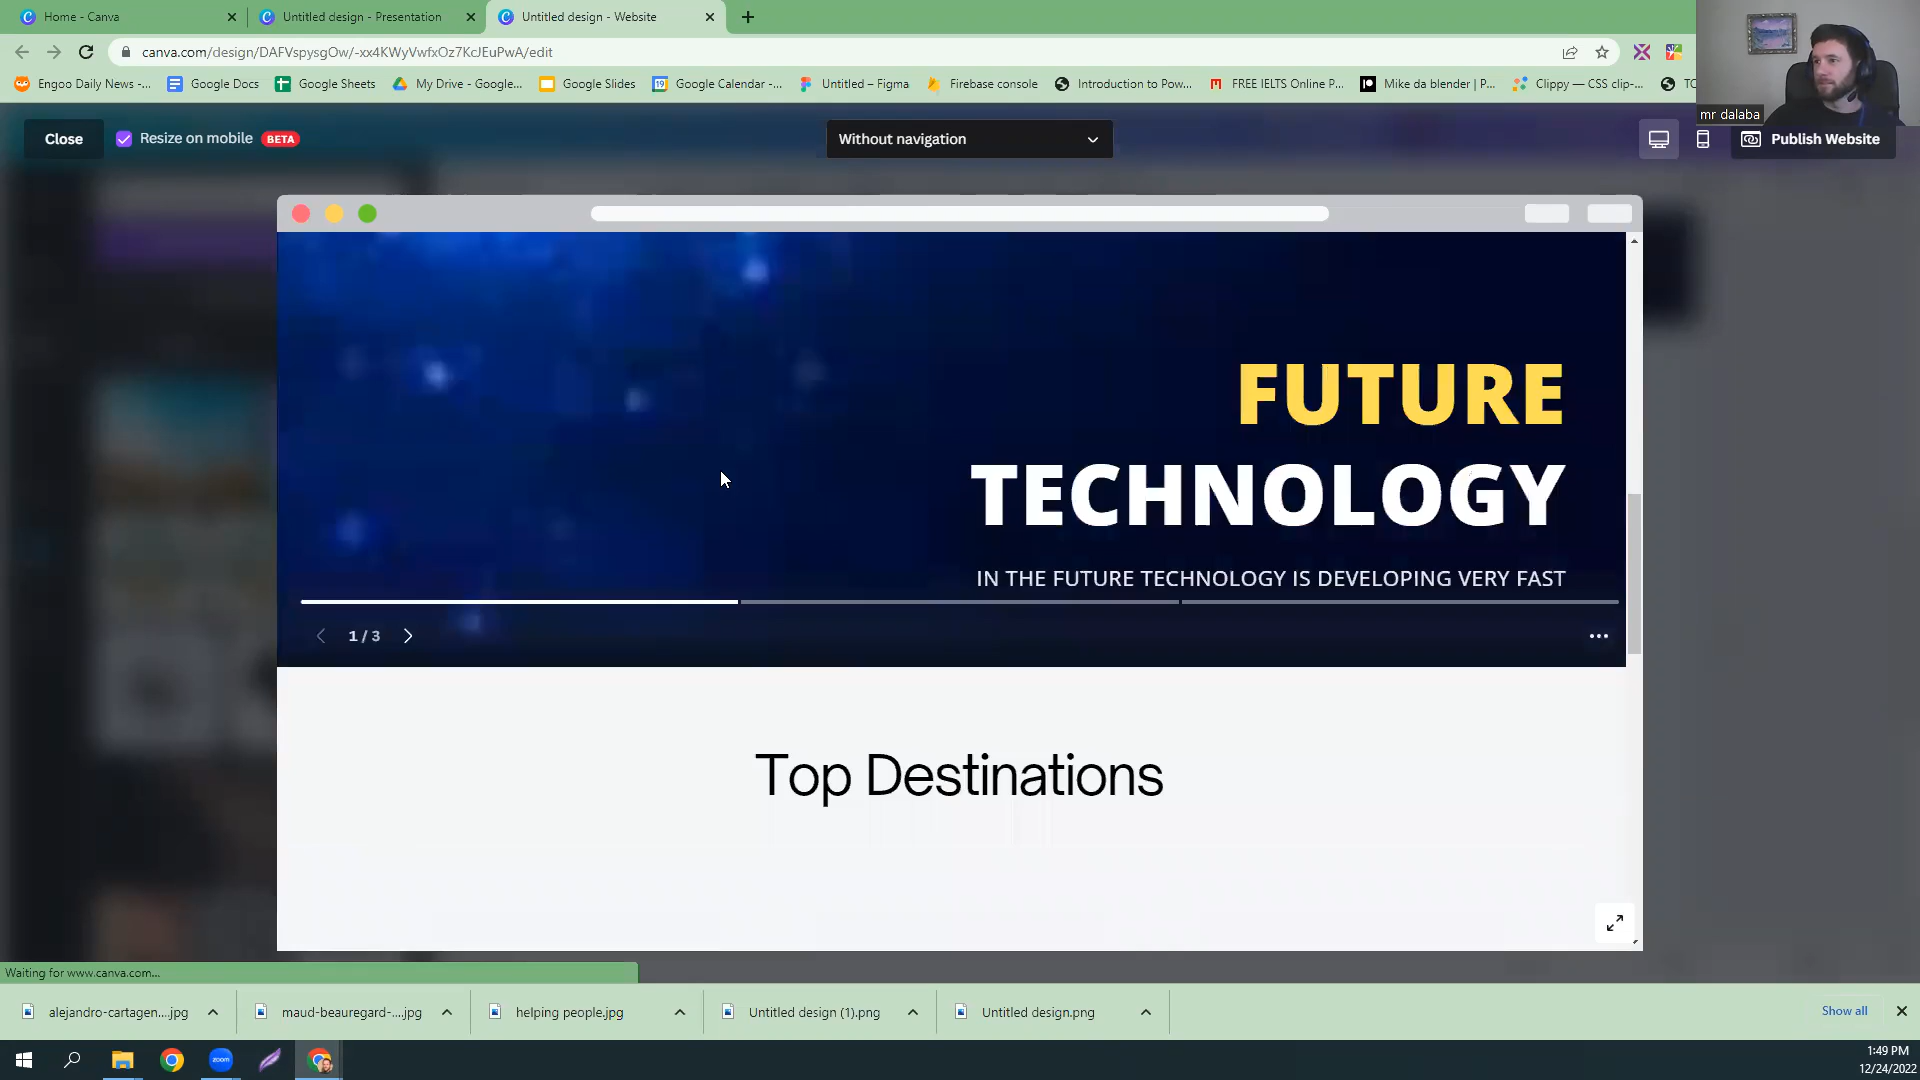 Home - Canva
Untitled design - Presentation
Untitled design - Website
canva.com/design/DAFVspysgOw/-xx4KWyVwfxOz7KcJEuPwA/edit
Engoo Daily News -...
Google Docs
Google Sheets
My Drive - Google...
Google Slides
Google Calendar -...
Untitled – Figma
Firebase console
Introduction to Pow...
FREE IELTS Online P...
Mike da blender | P...
Clippy — CSS clip-...
TC
mr dalaba
Close
Resize on mobile
BETA
Without navigation
Publish Website
FUTURE
TECHNOLOGY
IN THE FUTURE TECHNOLOGY IS DEVELOPING VERY FAST
1 / 3
Top Destinations
Waiting for www.canva.com...
alejandro-cartagen....jpg
maud-beauregard-....jpg
helping people.jpg
Untitled design (1).png
Untitled design.png
Show all
zoom
1:49 PM
12/24/2022